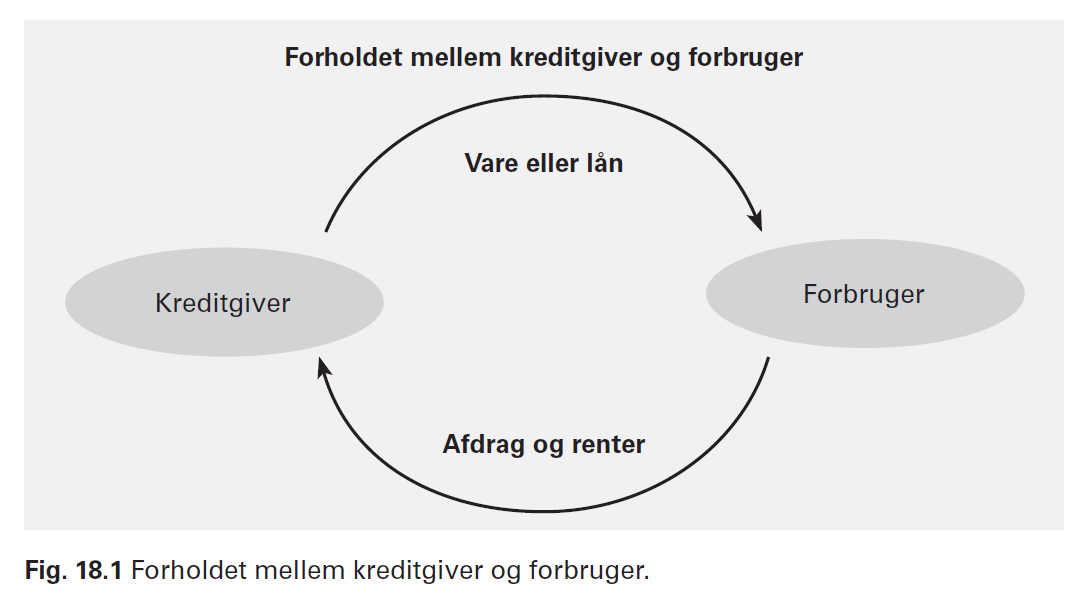 Forholdet mellem kreditgiver og forbruger
Vare eller lån
Kreditgiver
Forbruger
Afdrag og renter
Fig. 18.1 Forholdet mellem kreditgiver og forbruger.